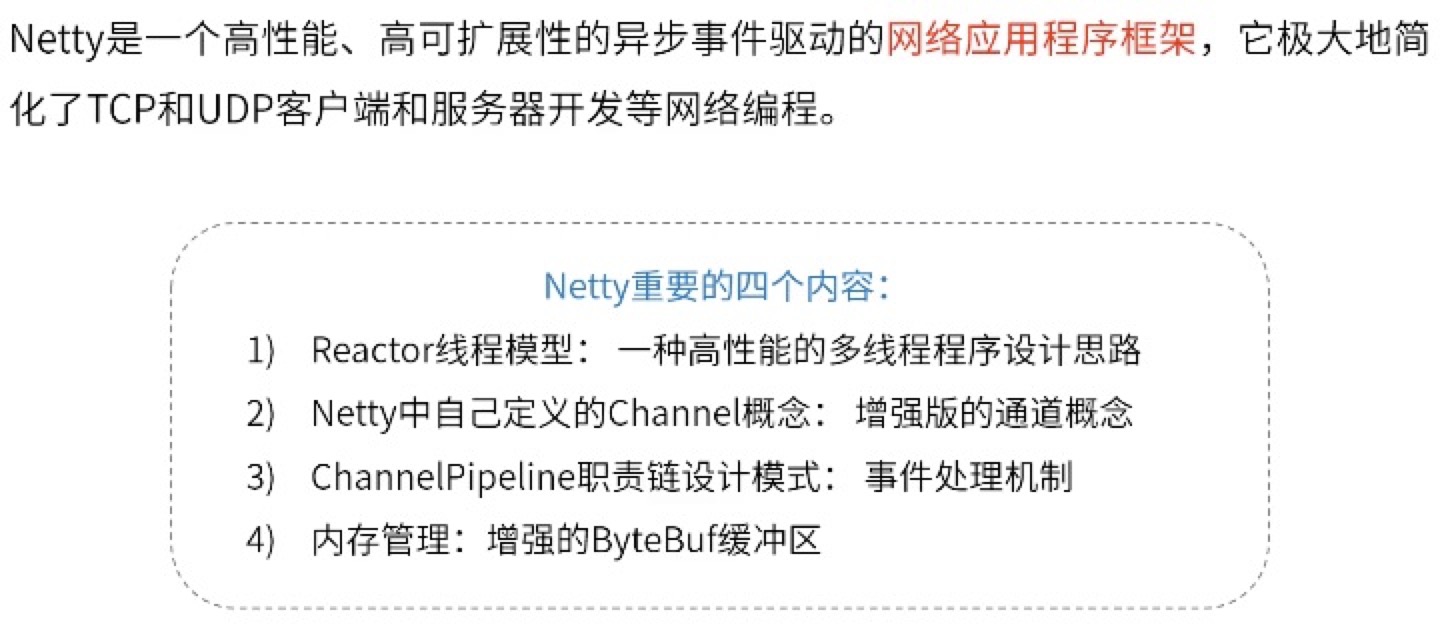 Netty是一个高性能、高可扩展性的异步事件驱动的网络应用程序框架，它极大地简
化了TCP和UDP客户端和服务器开发等网络编程。
Netty重要的四个内容：
1) Reactor线程模型： 一种高性能的多线程程序设计思路
2) Netty中自己定义的Channel概念： 增强版的通道概念
3) ChannelPipeline职责链设计模式： 事件处理机制
4) 内存管理：增强的ByteBuf缓冲区